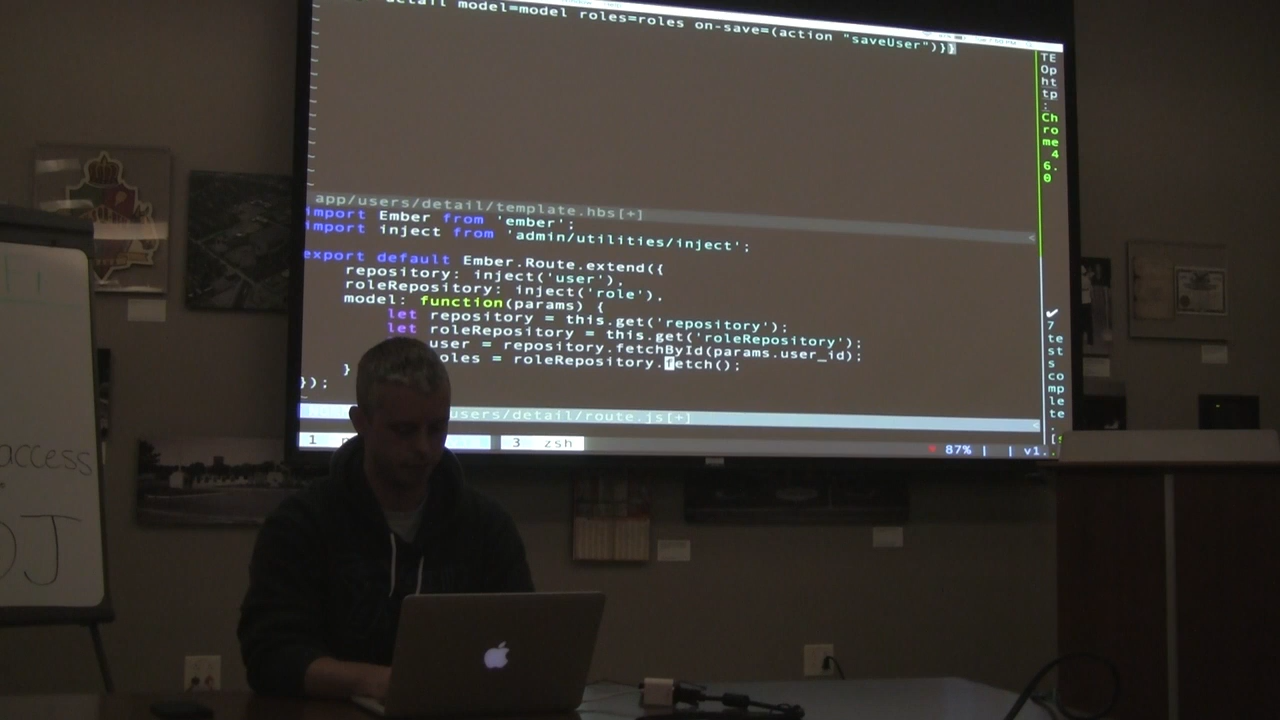 detail model=model roles=roles on-save=(action "saveUser")}}
app/users/detail/template.hbs[+]
import Ember from 'ember';
import inject from 'admin/utilities/inject';
export default Ember.Route.extend({
repository: inject('user'),
roleRepository: inject('role'),
model: function(params) {
let repository = this.get('repository');
let roleRepository = this.get('roleRepository');
user = repository.fetchById(params.user_id);
oles = roleRepository.fetch();
}
});
users/detail/route.js[+]
1
3 zsh
87% | | v1.
TE
Op
ht
tp
:
Ch
ro
me
4
6.
0
✔
7
te
st
s
co
mp
le
te
.
access
OJ